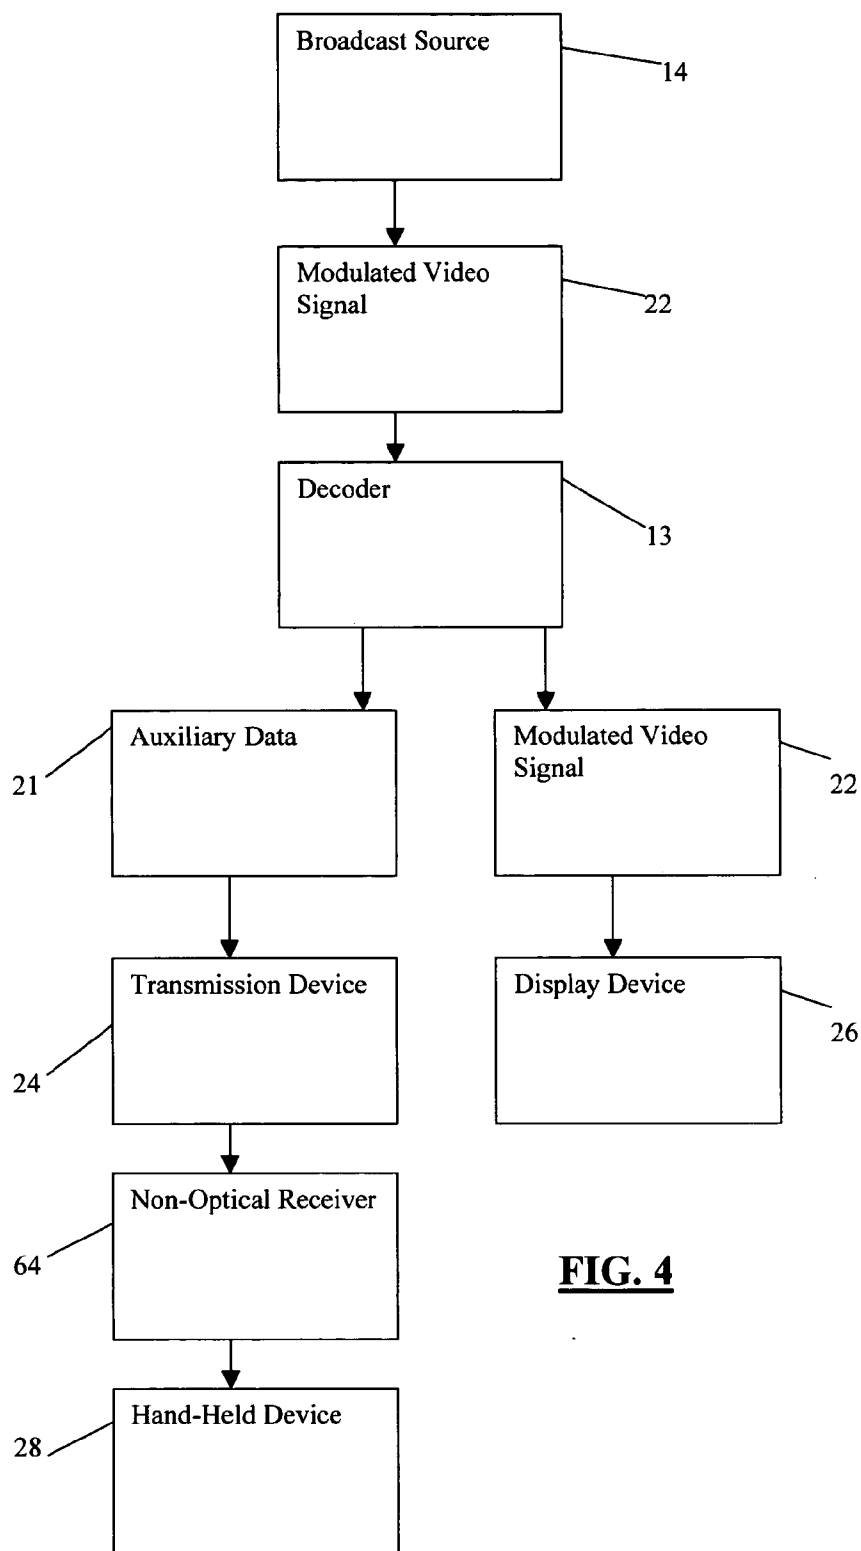 Broadcast Source
14
Modulated Video
Signal
22
Decoder
13
Auxiliary Data
21
Modulated Video
Signal
22
Transmission Device
24
Display Device
26
Non-Optical Receiver
64
FIG. 4
Hand-Held Device
28